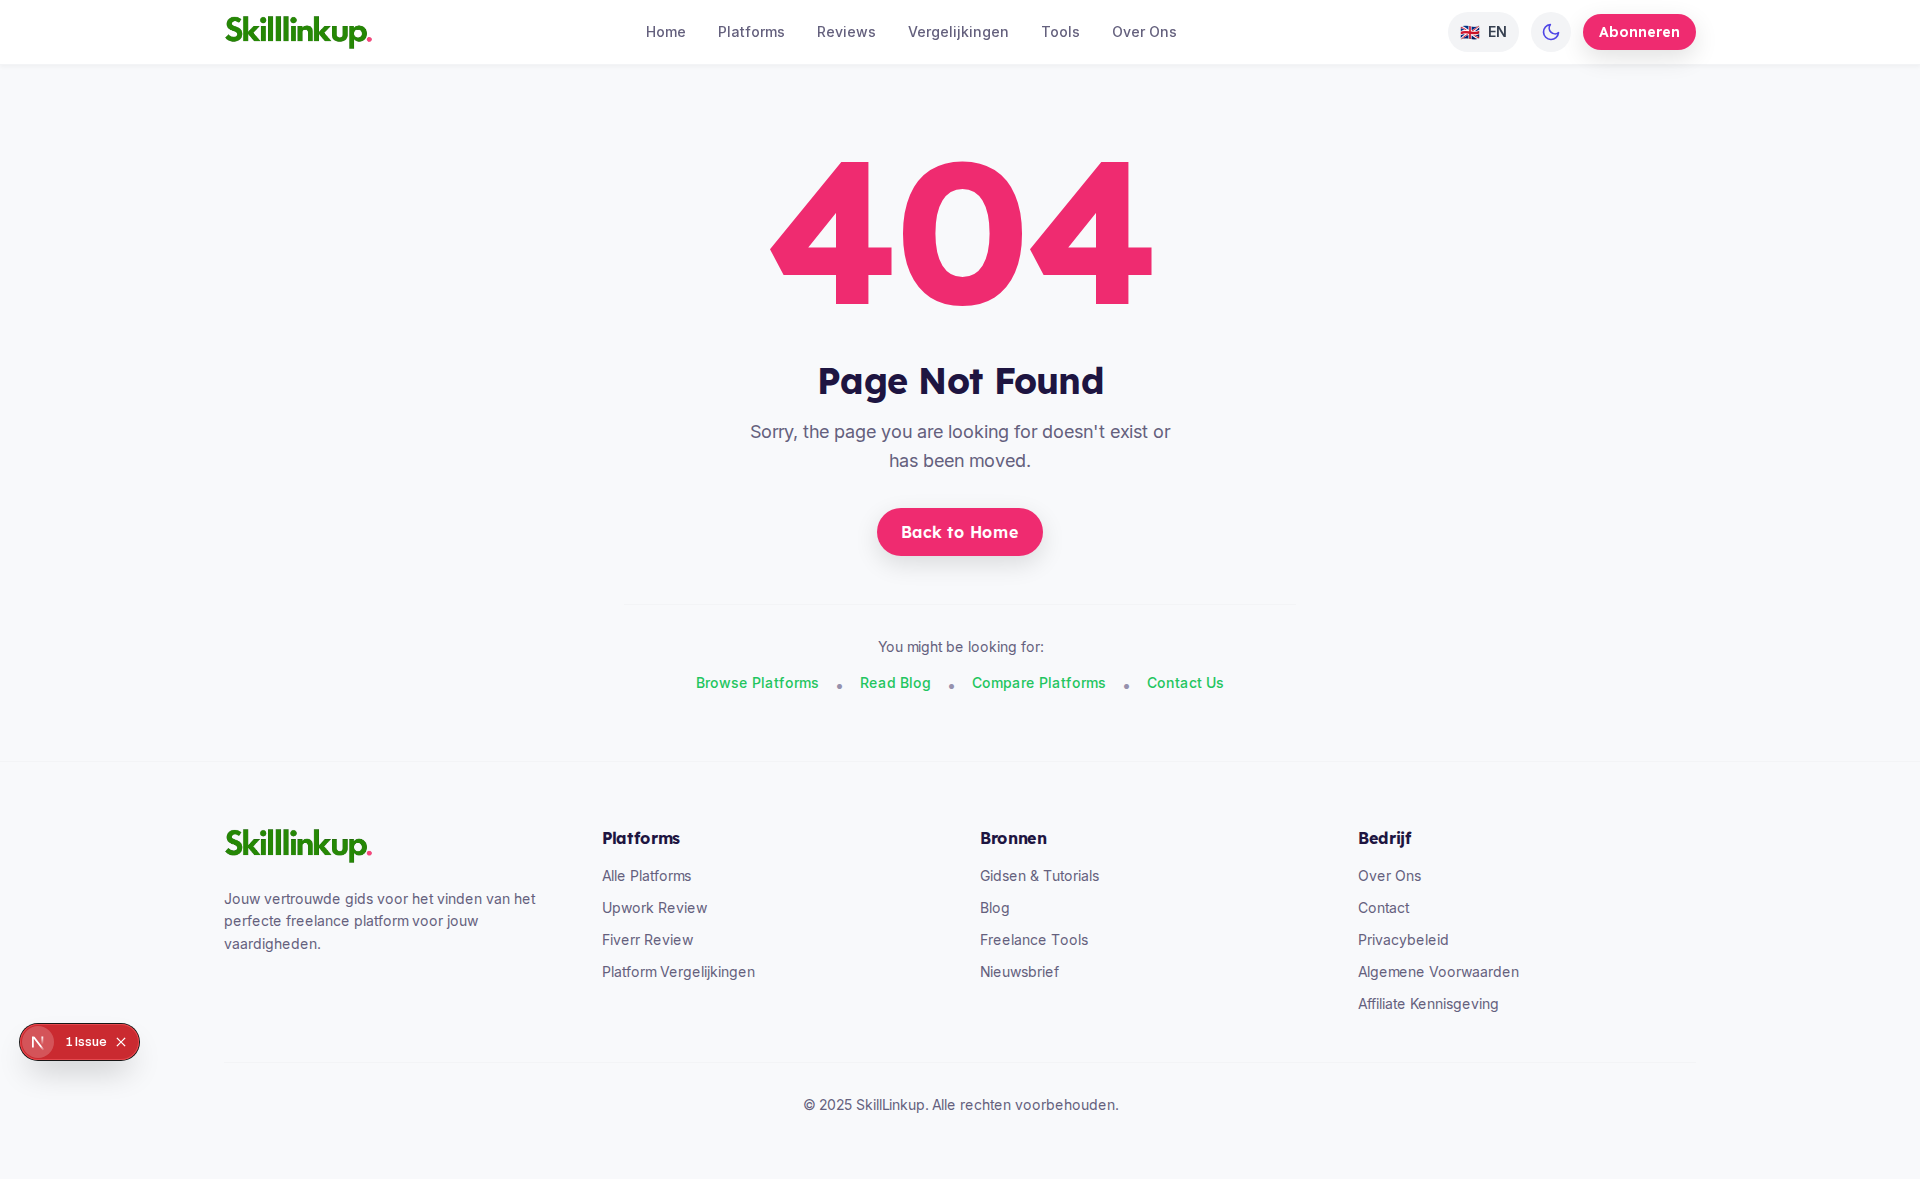 Skilllinkup.
Home
Platforms
Reviews
Vergelijkingen
Tools
Over Ons
EN
Abonneren
404
Page Not Found
Sorry, the page you are looking for doesn't exist or
has been moved.
Back to Home
You might be looking for:
Browse Platforms • Read Blog • Compare Platforms • Contact Us
Skilllinkup.
Jouw vertrouwde gids voor het vinden van het
perfecte freelance platform voor jouw
vaardigheden.
Platforms
Alle Platforms
Upwork Review
Fiverr Review
Platform Vergelijkingen
Bronnen
Gidsen & Tutorials
Blog
Freelance Tools
Nieuwsbrief
Bedrijf
Over Ons
Contact
Privacybeleid
Algemene Voorwaarden
Affiliate Kennisgeving
N 1 Issue
© 2025 SkillLinkup. Alle rechten voorbehouden.